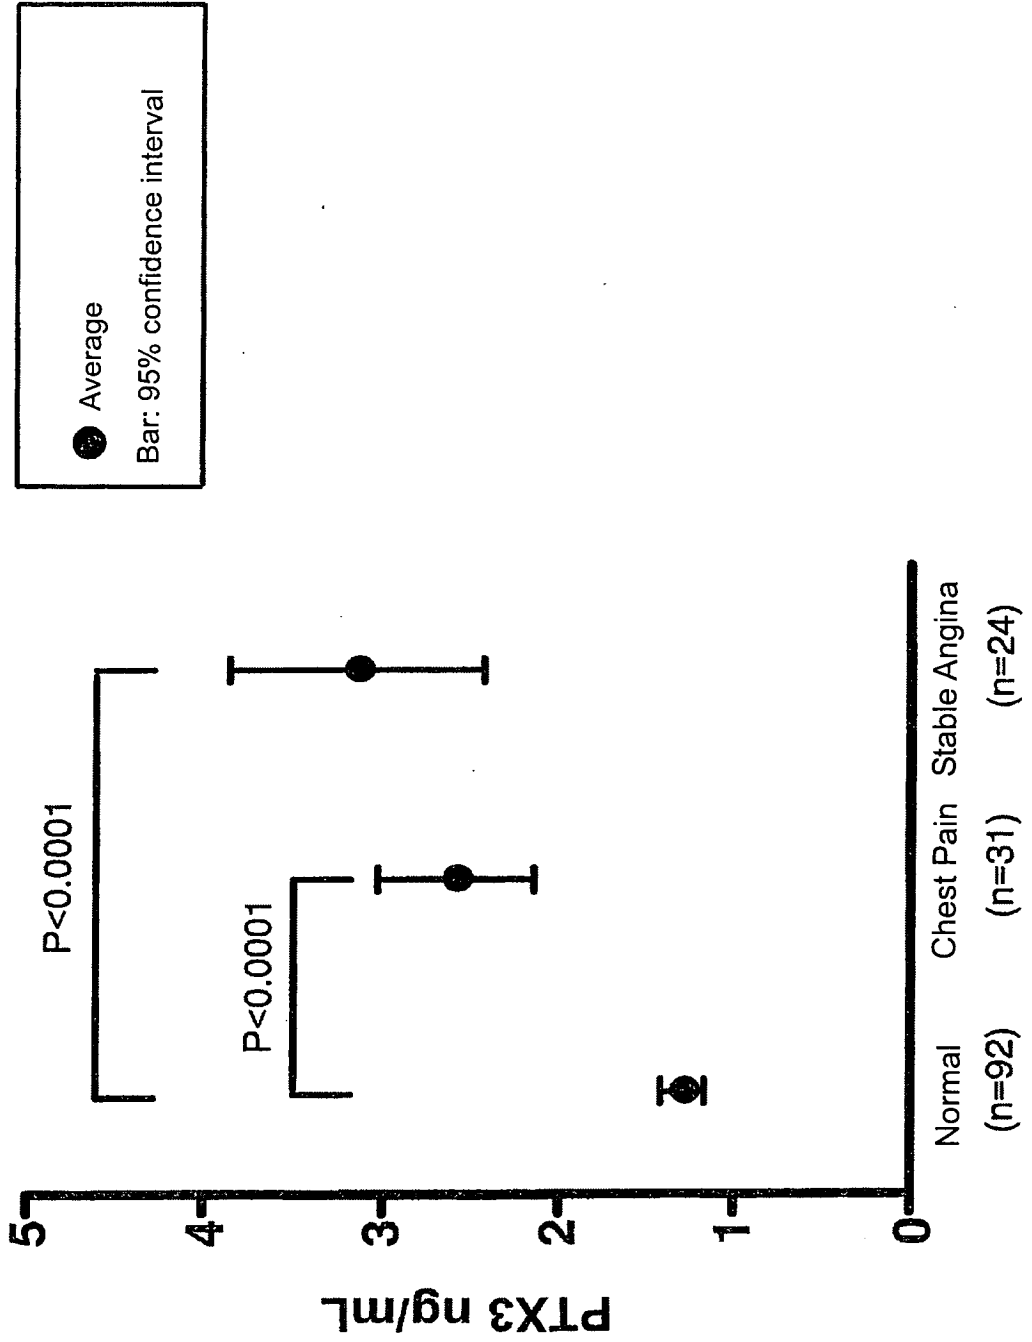 ● Average
Bar: 95% confidence interval
P<0.0001
P<0.0001
PTX3 ng/mL
5
4
3
2
1
0
Normal
(n=92)
Chest Pain
(n=31)
Stable Angina
(n=24)